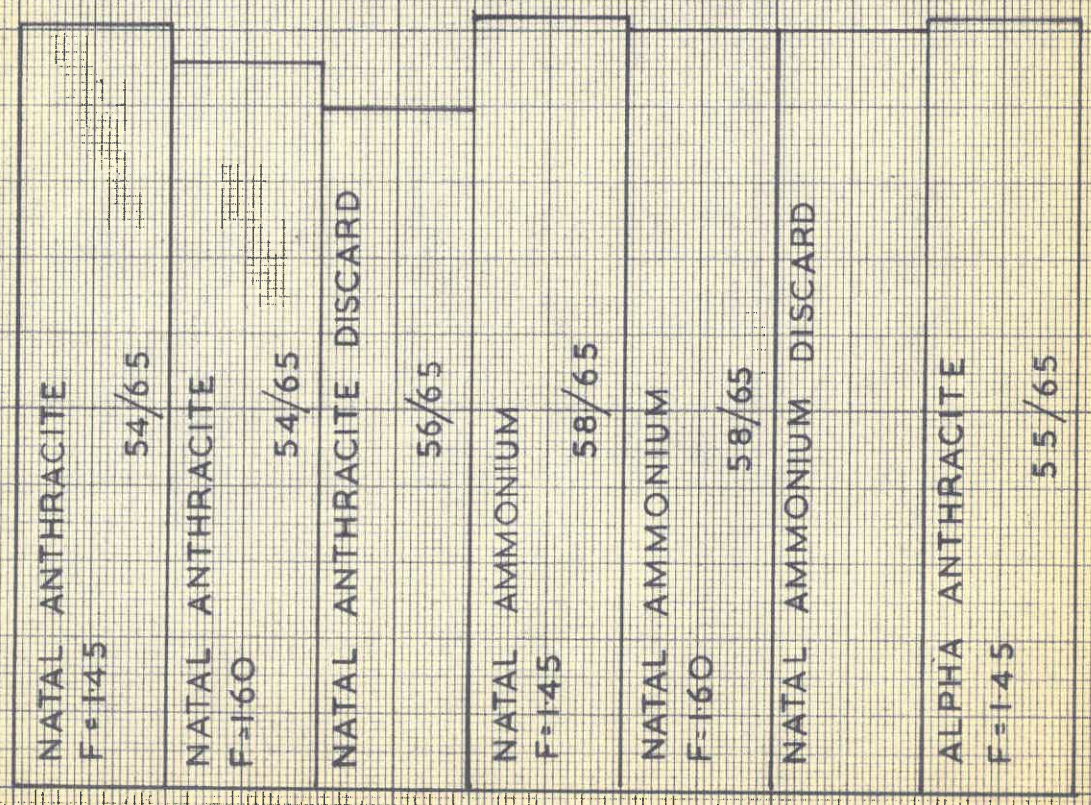 NATAL ANTHRACITE
F=1·45
54/65
NATAL ANTHRACITE
F=1·60
54/65
NATAL ANTHRACITE DISCARD
56/65
NATAL AMMONIUM
F=1·45
58/65
NATAL AMMONIUM
F=1·60
58/65
NATAL AMMONIUM DISCARD
ALPHA ANTHRACITE
F=1·45
55/65